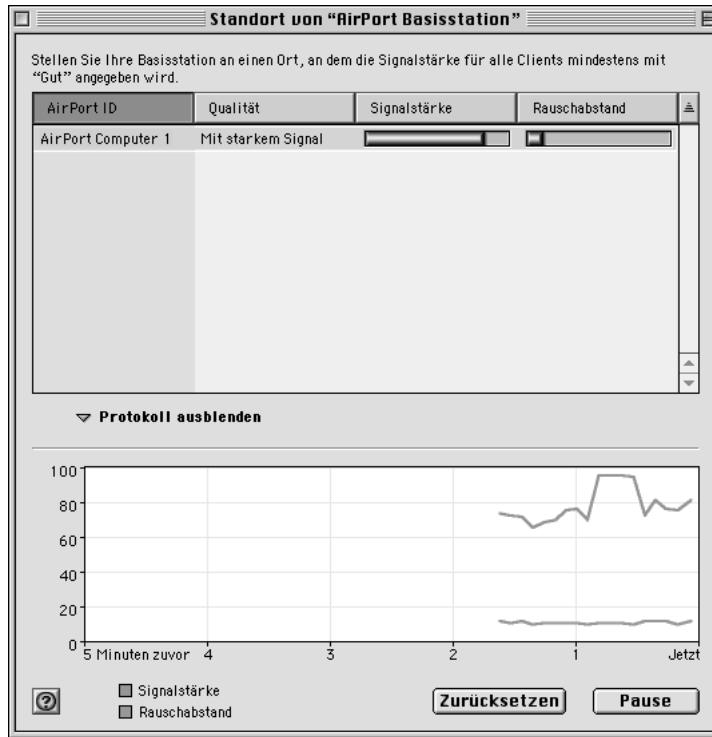 Standort von “AirPort Basisstation”
Stellen Sie Ihre Basisstation an einen Ort, an dem die Signalstärke für alle Clients mindestens mit
“Gut” angegeben wird.
AirPort ID Qualität Signalstärke Rauschabstand
AirPort Computer 1 Mit starkem Signal
Protokoll ausblenden
100
80
60
40
20
0
5 Minuten zuvor 4 3 2 1 Jetzt
Signalstärke
Rauschabstand
Zurücksetzen Pause
?